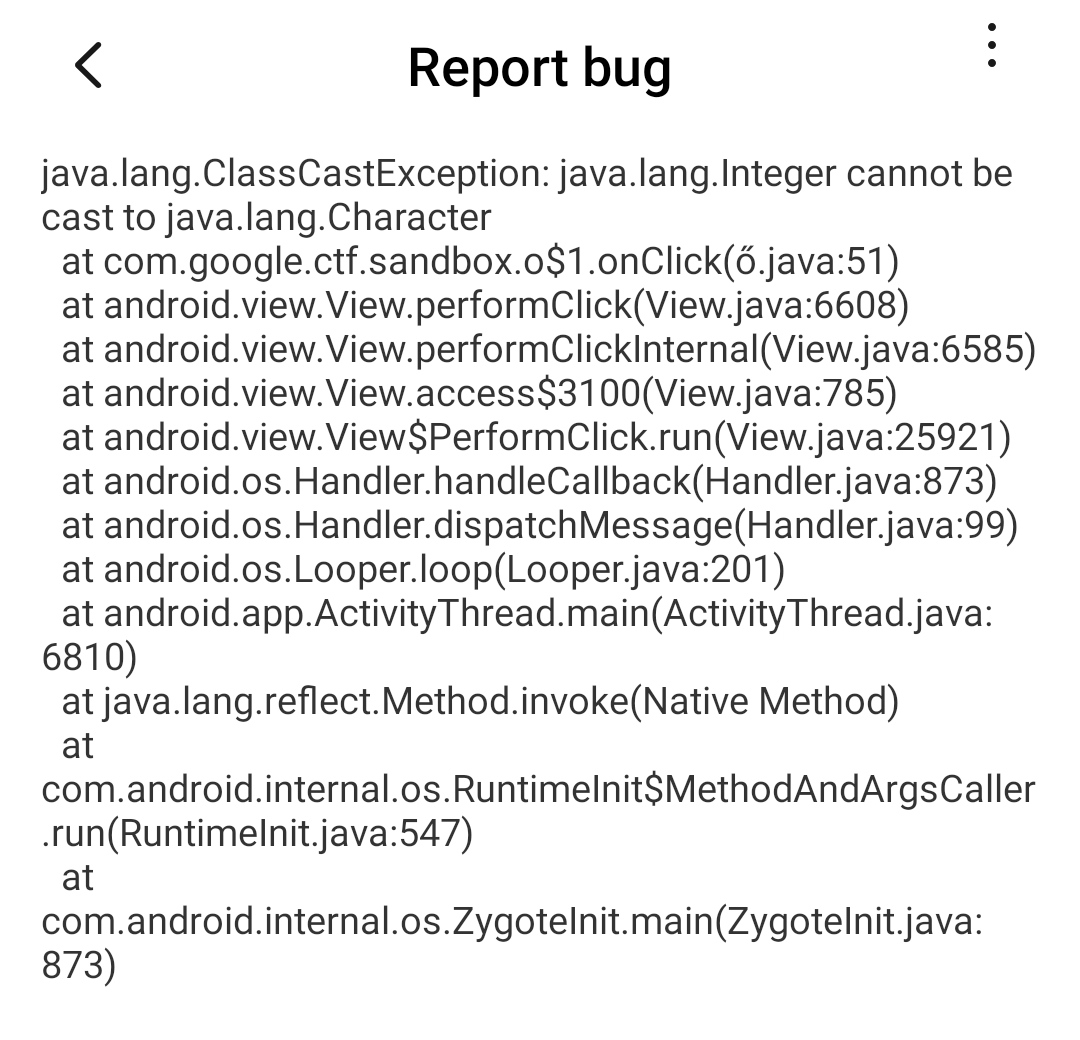 Report bug
java.lang.ClassCastException: java.lang.Integer cannot be
cast to java.lang.Character
at com.google.ctf.sandbox.o$1.onClick(ő.java:51)
at android.view.View.performClick(View.java:6608)
at android.view.View.performClickInternal(View.java:6585)
at android.view.View.access$3100(View.java:785)
at android.view.View$PerformClick.run(View.java:25921)
at android.os.Handler.handleCallback(Handler.java:873)
at android.os.Handler.dispatchMessage(Handler.java:99)
at android.os.Looper.loop(Looper.java:201)
at android.app.ActivityThread.main(ActivityThread.java:
6810)
at java.lang.reflect.Method.invoke(Native Method)
at
com.android.internal.os.RuntimeInit$MethodAndArgsCaller
.run(RuntimeInit.java:547)
at
com.android.internal.os.ZygoteInit.main(ZygoteInit.java:
873)